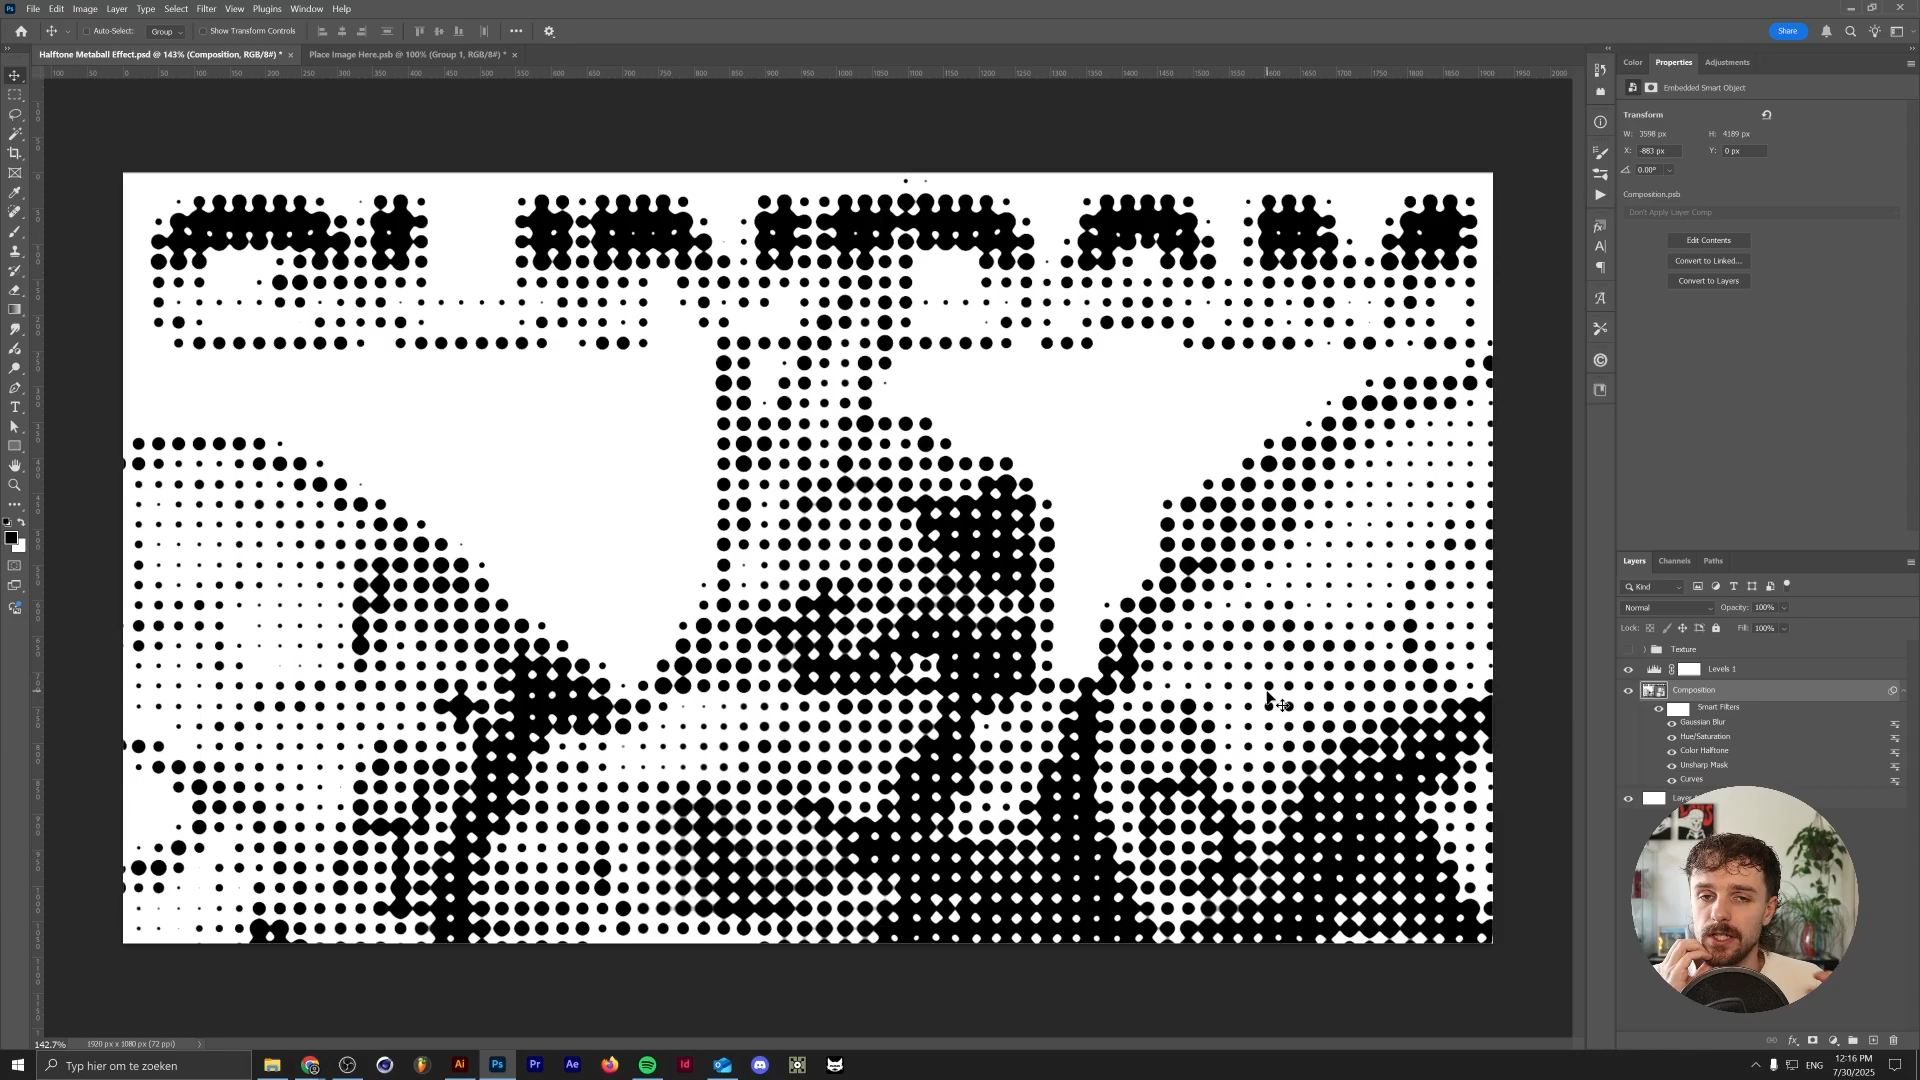 File Edit Image Layer Type Select Filter View Plugins Window Help
Auto-Select: Group Show Transform Controls
Share
Halftone Metaball Effect.psd @ 143% (Composition, RGB/8#) * ×
Place Image Here.psb @ 100% (Group 1, RGB/8#) * ×
Color Properties Adjustments
Embedded Smart Object
Transform
W: 3598 px H: 4189 px
X: -883 px Y: 0 px
0.00°
Composition.psb
Don't Apply Layer Comp
Edit Contents
Convert to Linked...
Convert to Layers
Layers Channels Paths
Kind
Normal Opacity: 100%
Lock: Fill: 100%
Texture
Levels 1
Composition
Smart Filters
Gaussian Blur
Hue/Saturation
Color Halftone
Unsharp Mask
Curves
142.7% 1920 px x 1080 px (72 ppi)
Typ hier om te zoeken
ENG
12:16 PM
7/30/2025